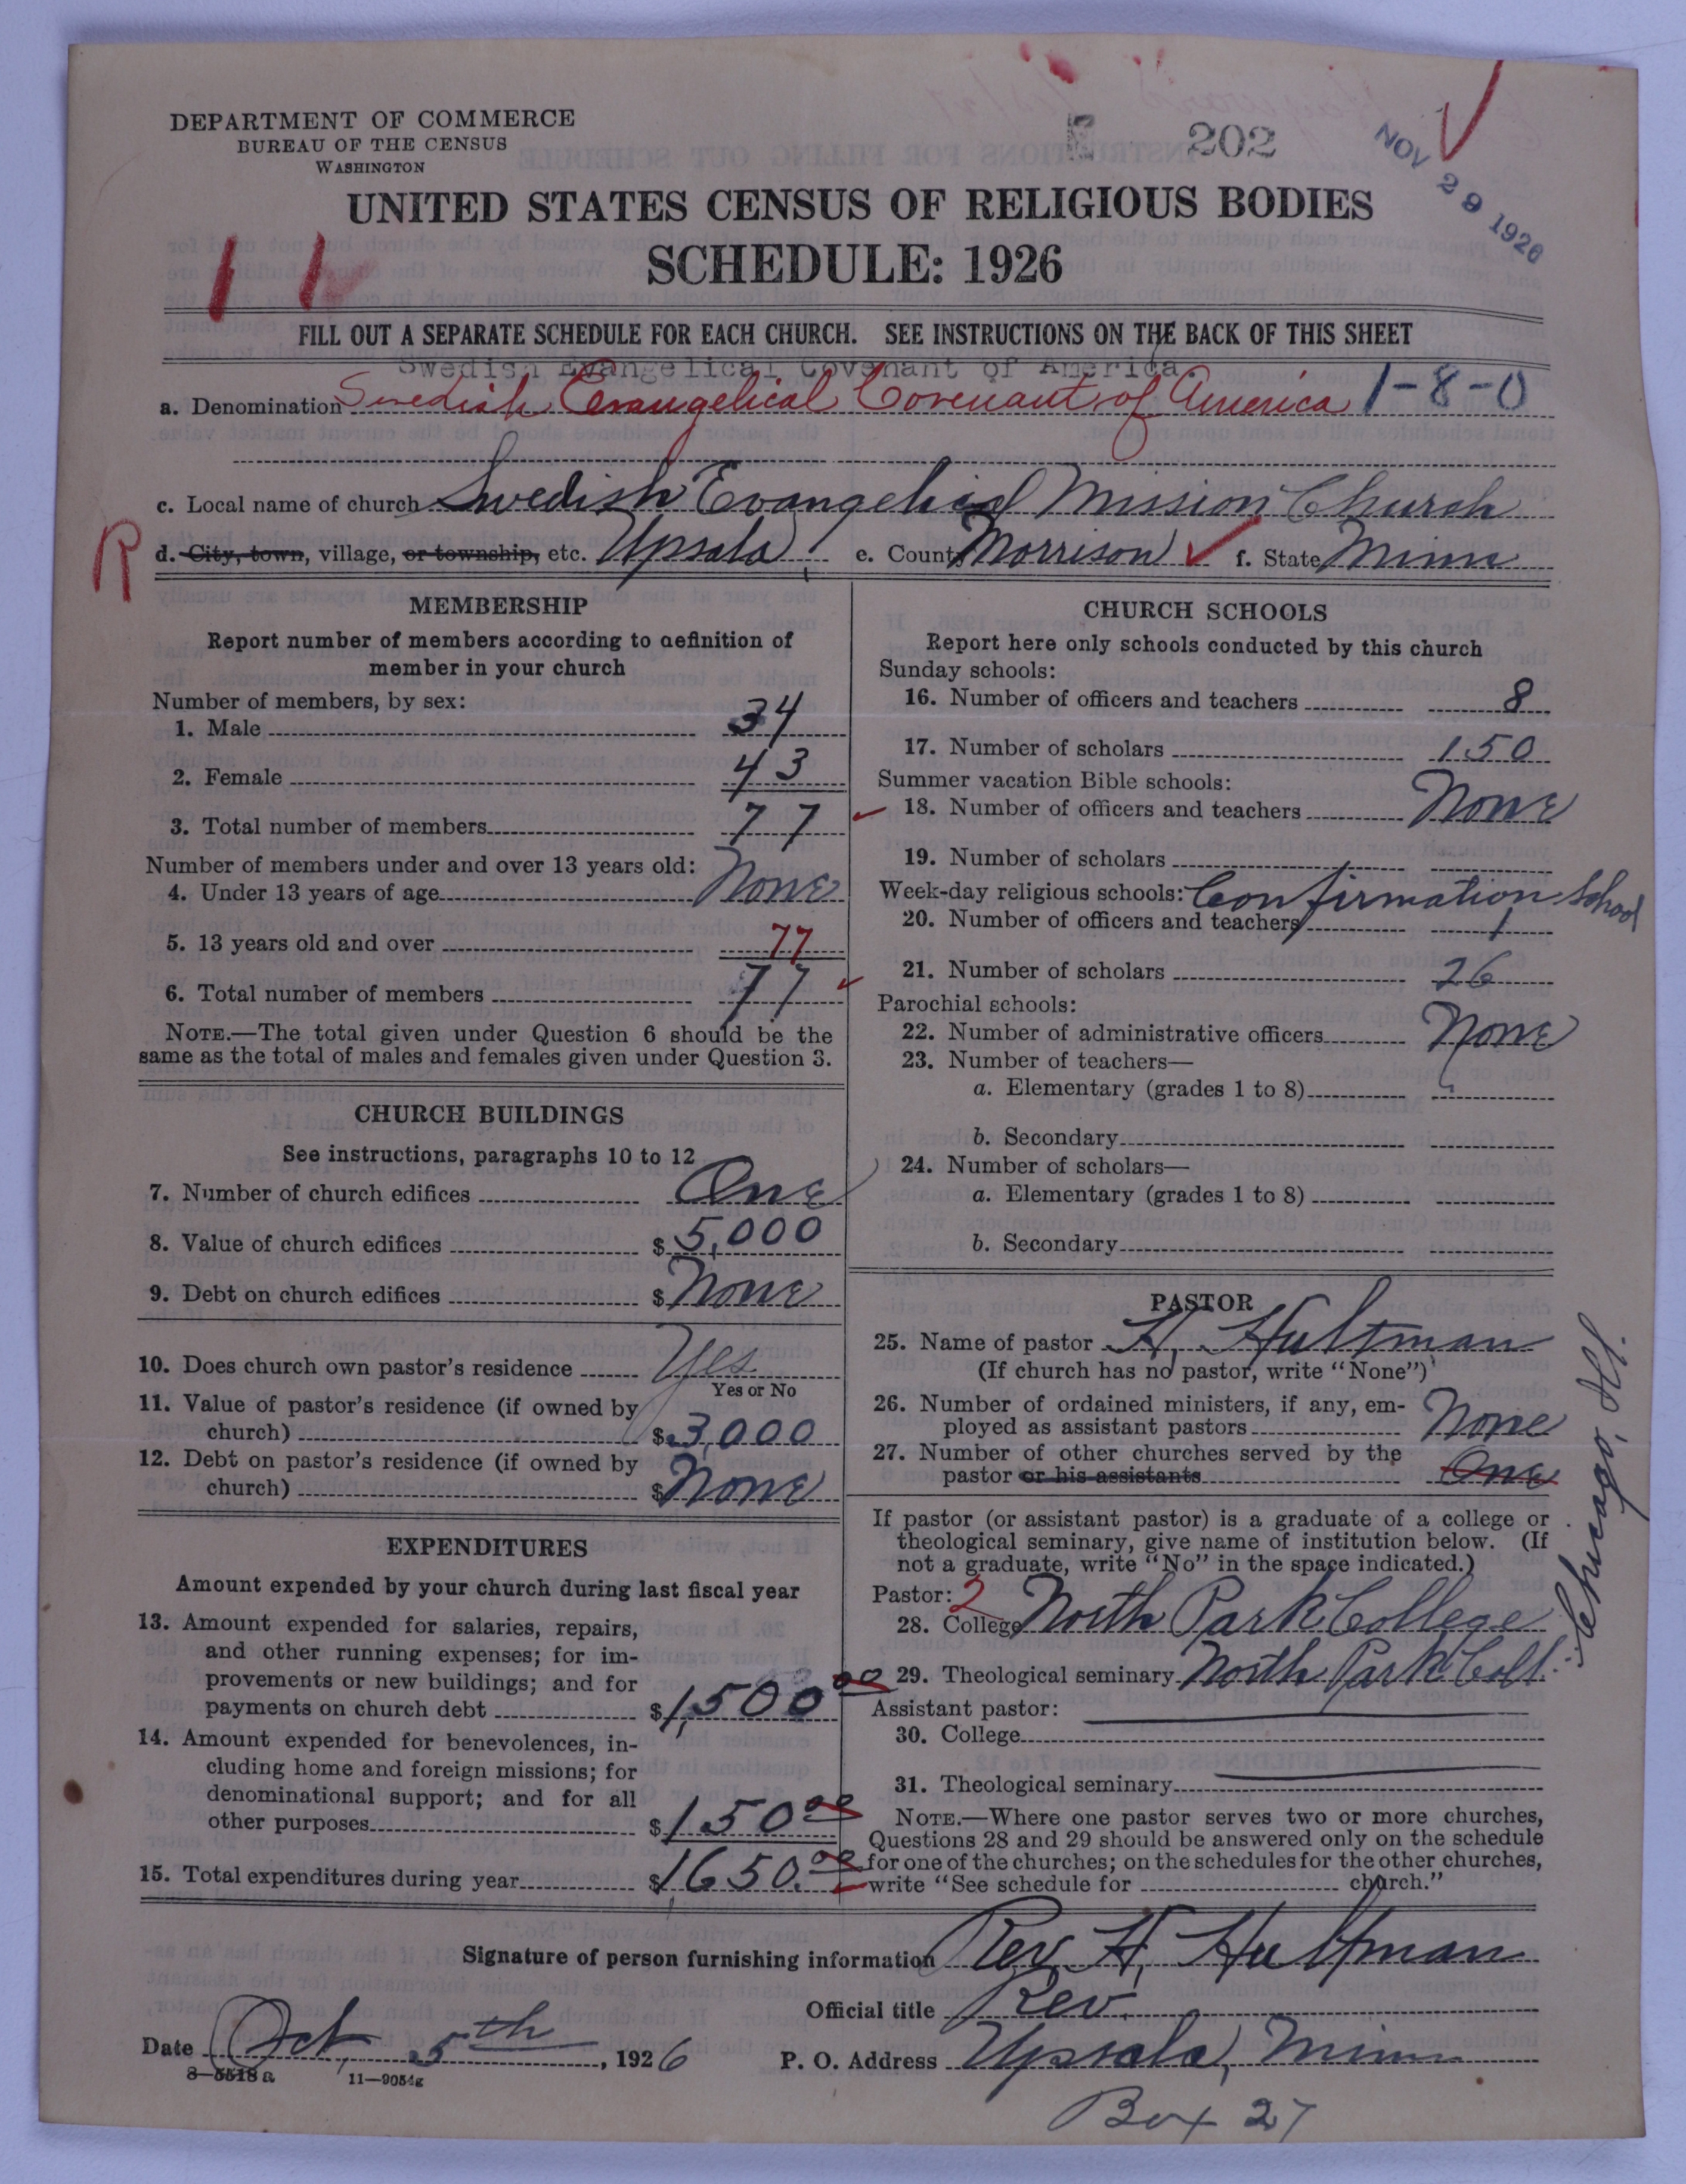 DEPARTMENT OF COMMERCE
BUREAU OF THE CENSUS
WASHINGTON
202
NOV 29 1926
UNITED STATES CENSUS OF RELIGIOUS BODIES
SCHEDULE: 1926
FILL OUT A SEPARATE SCHEDULE FOR EACH CHURCH. SEE INSTRUCTIONS ON THE BACK OF THIS SHEET
Swedish Evangelical Covenant of America.
a. Denomination Swedish Evangelical Covenant of America 1-8-0
c. Local name of church Swedish Evangelical Mission Church
R
d. City, town, village, or township, etc. Upsala e. County Morrison f. State Minn
MEMBERSHIP
Report number of members according to definition of
member in your church
Number of members, by sex:
1. Male 34
2. Female 43
3. Total number of members 77
Number of members under and over 13 years old:
4. Under 13 years of age None
5. 13 years old and over 77
6. Total number of members 77
NOTE.—The total given under Question 6 should be the
same as the total of males and females given under Question 3.
CHURCH BUILDINGS
See instructions, paragraphs 10 to 12
7. Number of church edifices One
8. Value of church edifices $5,000
9. Debt on church edifices $None
10. Does church own pastor's residence Yes
Yes or No
11. Value of pastor's residence (if owned by
church) $3,000
12. Debt on pastor's residence (if owned by
church) $None
EXPENDITURES
Amount expended by your church during last fiscal year
13. Amount expended for salaries, repairs,
and other running expenses; for im-
provements or new buildings; and for
payments on church debt $1,500 00
14. Amount expended for benevolences, in-
cluding home and foreign missions; for
denominational support; and for all
other purposes $150 00
15. Total expenditures during year $1650.00
CHURCH SCHOOLS
Report here only schools conducted by this church
Sunday schools:
16. Number of officers and teachers 8
17. Number of scholars 150
Summer vacation Bible schools:
18. Number of officers and teachers None
19. Number of scholars
Week-day religious schools: Confirmation School
20. Number of officers and teachers 1
21. Number of scholars 26
Parochial schools:
22. Number of administrative officers None
23. Number of teachers—
a. Elementary (grades 1 to 8)
b. Secondary
24. Number of scholars—
a. Elementary (grades 1 to 8)
b. Secondary
PASTOR
25. Name of pastor H. Hultman
(If church has no pastor, write "None")
26. Number of ordained ministers, if any, em-
ployed as assistant pastors None
27. Number of other churches served by the
pastor or his assistants One
If pastor (or assistant pastor) is a graduate of a college or
theological seminary, give name of institution below. (If
not a graduate, write "No" in the space indicated.)
Pastor: 2
28. College North Park College
29. Theological seminary North Park Coll.
Chicago, Ill.
Assistant pastor:
30. College
31. Theological seminary
NOTE.—Where one pastor serves two or more churches,
Questions 28 and 29 should be answered only on the schedule
for one of the churches; on the schedules for the other churches,
write "See schedule for church."
Signature of person furnishing information Rev. H. Hultman
Official title Rev.
Date Oct. 5th, 1926 P. O. Address Upsala, Minn
8—5518 a 11—9054g
Box 27